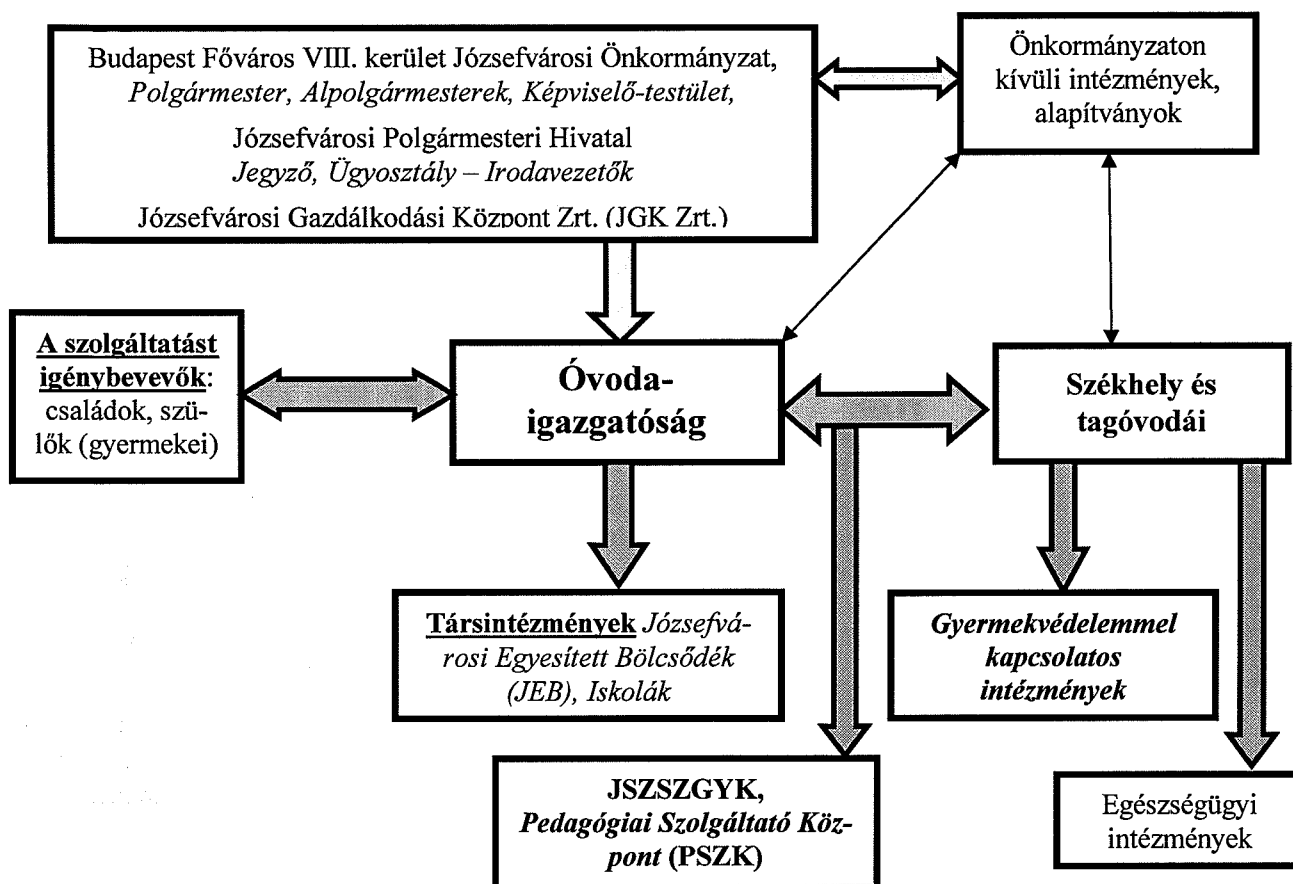 Budapest Főváros VIII. kerület Józsefvárosi Önkormányzat,
Polgármester, Alpolgármesterek, Képviselő-testület,
Józsefvárosi Polgármesteri Hivatal
Jegyző, Ügyosztály – Irodavezetők
Józsefvárosi Gazdálkodási Központ Zrt. (JGK Zrt.)
Önkormányzaton
kívüli intézmények,
alapítványok
A szolgáltatást
igénybevevők:
családok, szü-
lők (gyermekei)
Óvoda-
igazgatóság
Székhely és
tagóvodái
Társintézmények Józsefvá-
rosi Egyesített Bölcsődék
(JEB), Iskolák
Gyermekvédelemmel
kapcsolatos
intézmények
JSZSZGYK,
Pedagógiai Szolgáltató Köz-
pont (PSZK)
Egészségügyi
intézmények